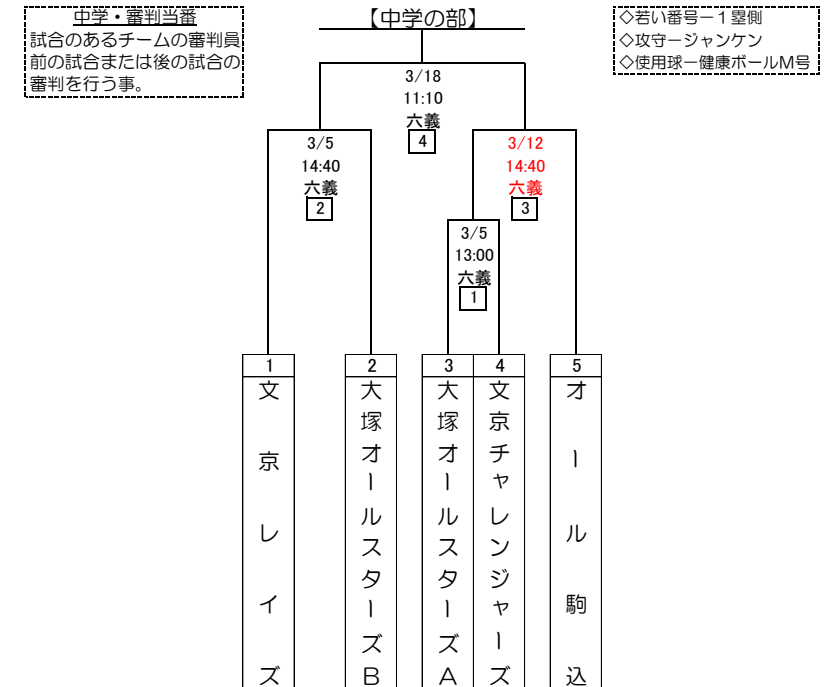 中学・審判当番
試合のあるチームの審判員
前の試合または後の試合の
審判を行う事。
【中学の部】
◇若い番号－１塁側
◇攻守－ジャンケン
◇使用球－健康ボールM号
3/18
11:10
六義
4
3/5
14:40
六義
2
3/12
14:40
六義
3
3/5
13:00
六義
1
1
文京レイズ
2
大塚オールスターズB
3
大塚オールスターズA
4
文京チャレンジャーズ
5
オール駒込